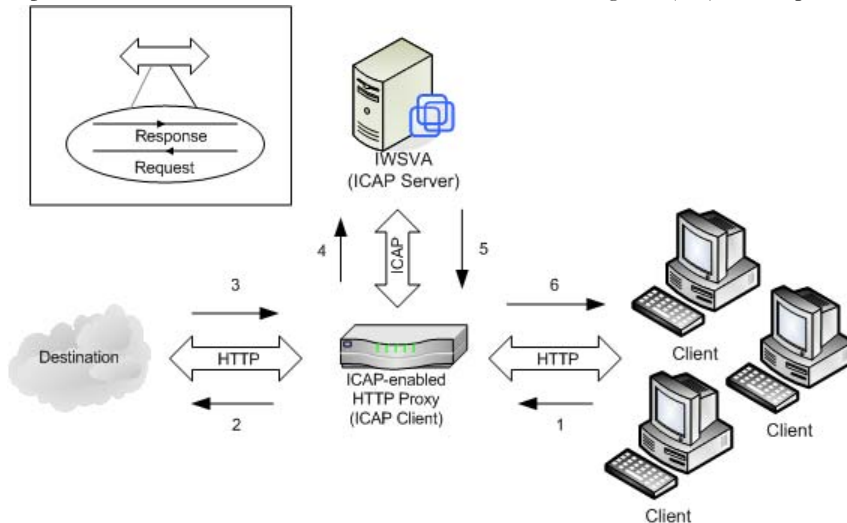 Response
Request
IWSVA
(ICAP Server)
4
ICAP
5
3
6
Destination
HTTP
HTTP
ICAP-enabled
HTTP Proxy
(ICAP Client)
2
1
Client
Client
Client